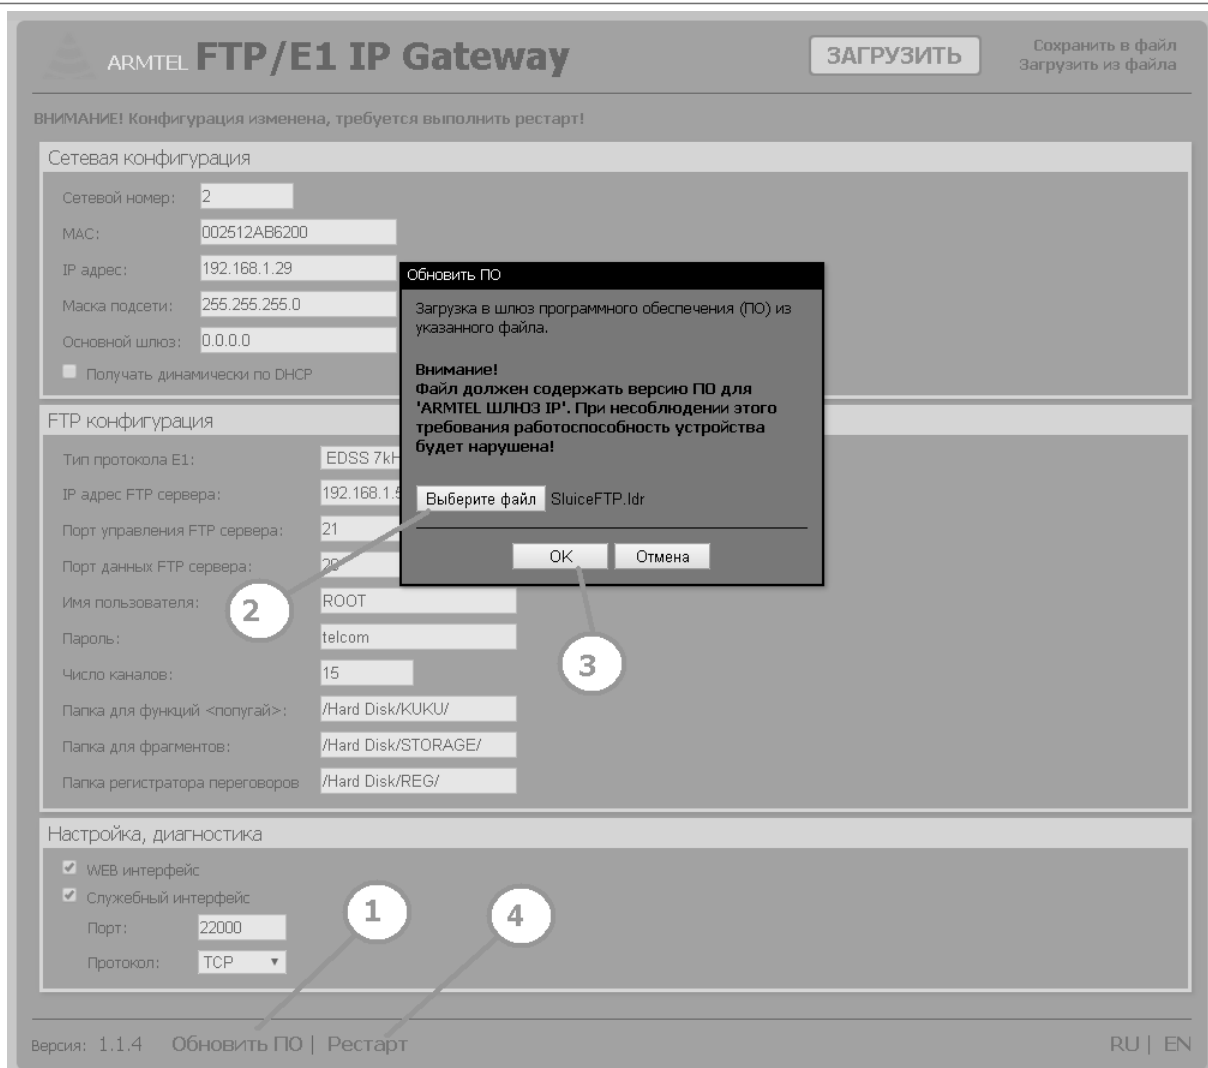 ARMTEL FTP/E1 IP Gateway
ЗАГРУЗИТЬ
Сохранить в файл
Загрузить из файла
ВНИМАНИЕ! Конфигурация изменена, требуется выполнить рестарт!
Сетевая конфигурация
Сетевой номер: 2
MAC: 002512AB6200
IP адрес: 192.168.1.29
Маска подсети: 255.255.255.0
Основной шлюз: 0.0.0.0
Получать динамически по DHCP
Обновить ПО
Загрузка в шлюз программного обеспечения (ПО) из
указанного файла.
Внимание!
Файл должен содержать версию ПО для
'ARMTEL ШЛЮЗ IP'. При несоблюдении этого
требования работоспособность устройства
будет нарушена!
Выберите файл SluiceFTP.ldr
OK Отмена
FTP конфигурация
Тип протокола E1: EDSS 7kH
IP адрес FTP сервера: 192.168.1.5
Порт управления FTP сервера: 21
Порт данных FTP сервера: 20
Имя пользователя: ROOT
Пароль: telcom
Число каналов: 15
Папка для функций <попугай>: /Hard Disk/KUKU/
Папка для фрагментов: /Hard Disk/STORAGE/
Папка регистратора переговоров /Hard Disk/REG/
2
3
Настройка, диагностика
WEB интерфейс
Служебный интерфейс
Порт: 22000
Протокол: TCP
1
4
Версия: 1.1.4 Обновить ПО | Рестарт
RU | EN